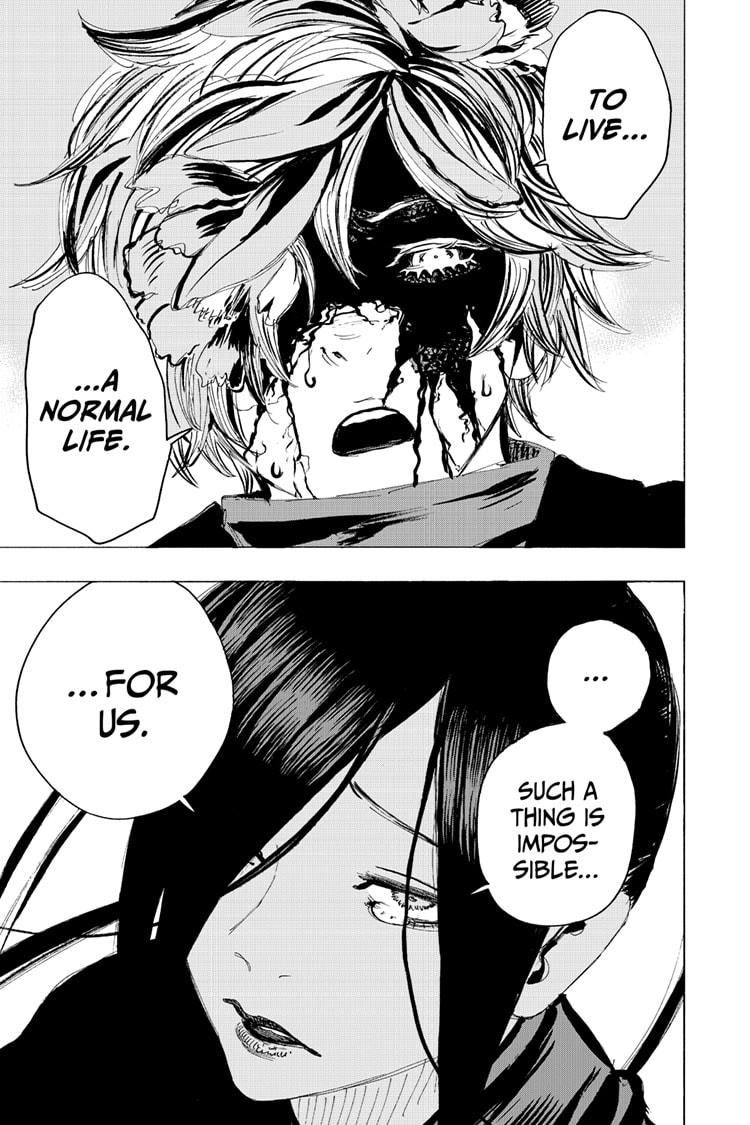 TO
LIVE...
...A
NORMAL
LIFE.
...
SUCH A
THING IS
IMPOS-
SIBLE...
...FOR
US.